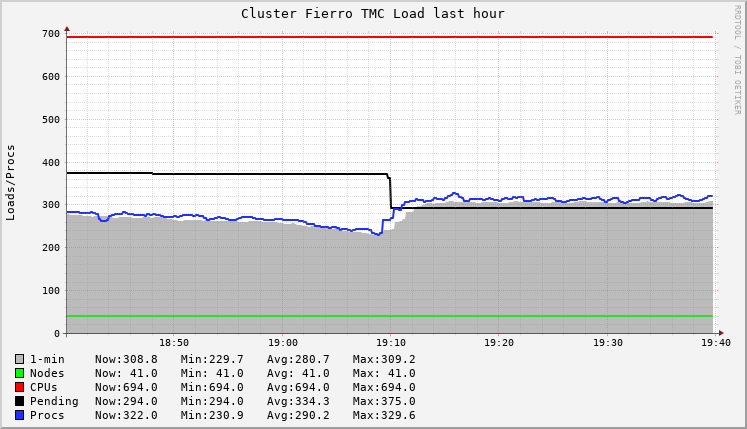 Cluster Fierro TMC Load last hour
RRDTOOL / TOBI OETIKER
Loads/Procs
700
600
500
400
300
200
100
0
18:50 19:00 19:10 19:20 19:30 19:40
1-min Now:308.8 Min:229.7 Avg:280.7 Max:309.2
Nodes Now: 41.0 Min: 41.0 Avg: 41.0 Max: 41.0
CPUs Now:694.0 Min:694.0 Avg:694.0 Max:694.0
Pending Now:294.0 Min:294.0 Avg:334.3 Max:375.0
Procs Now:322.0 Min:230.9 Avg:290.2 Max:329.6